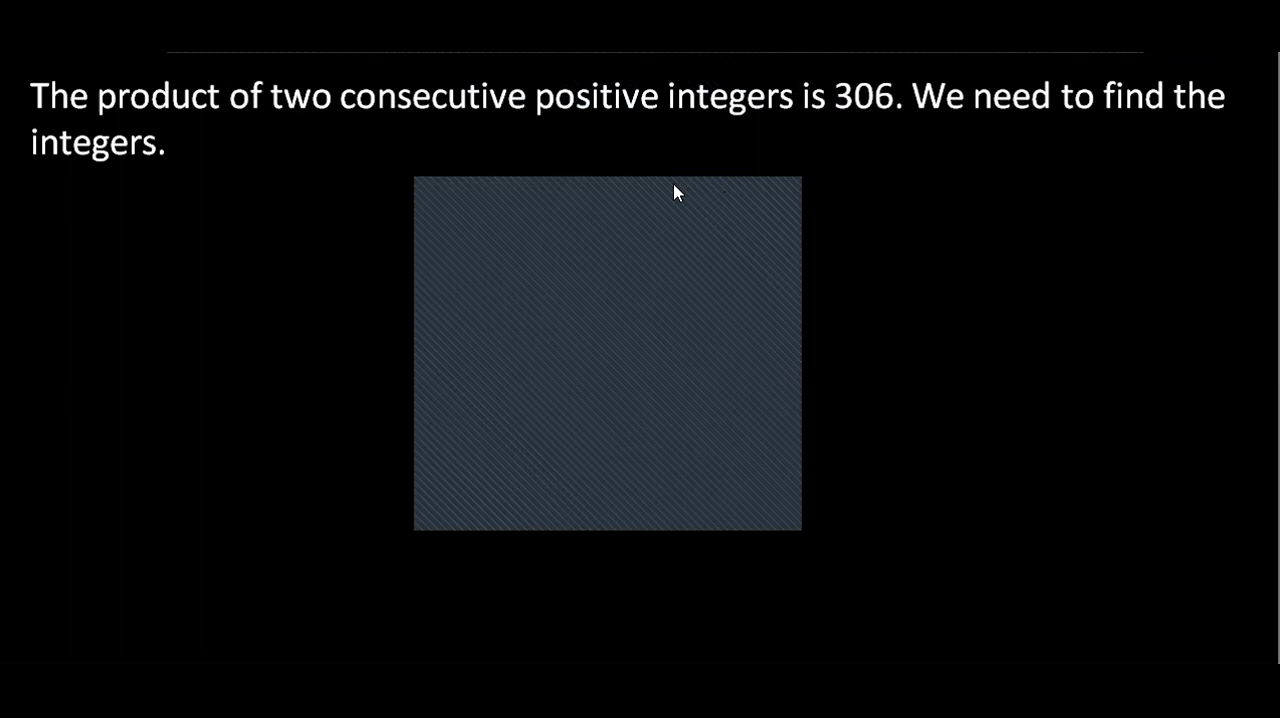 The product of two consecutive positive integers is 306. We need to find the
integers.